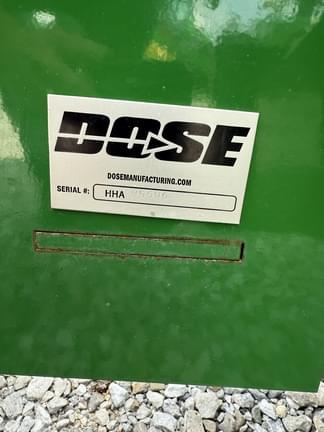 DOSE
DOSEMANUFACTURING.COM
SERIAL #: HHA